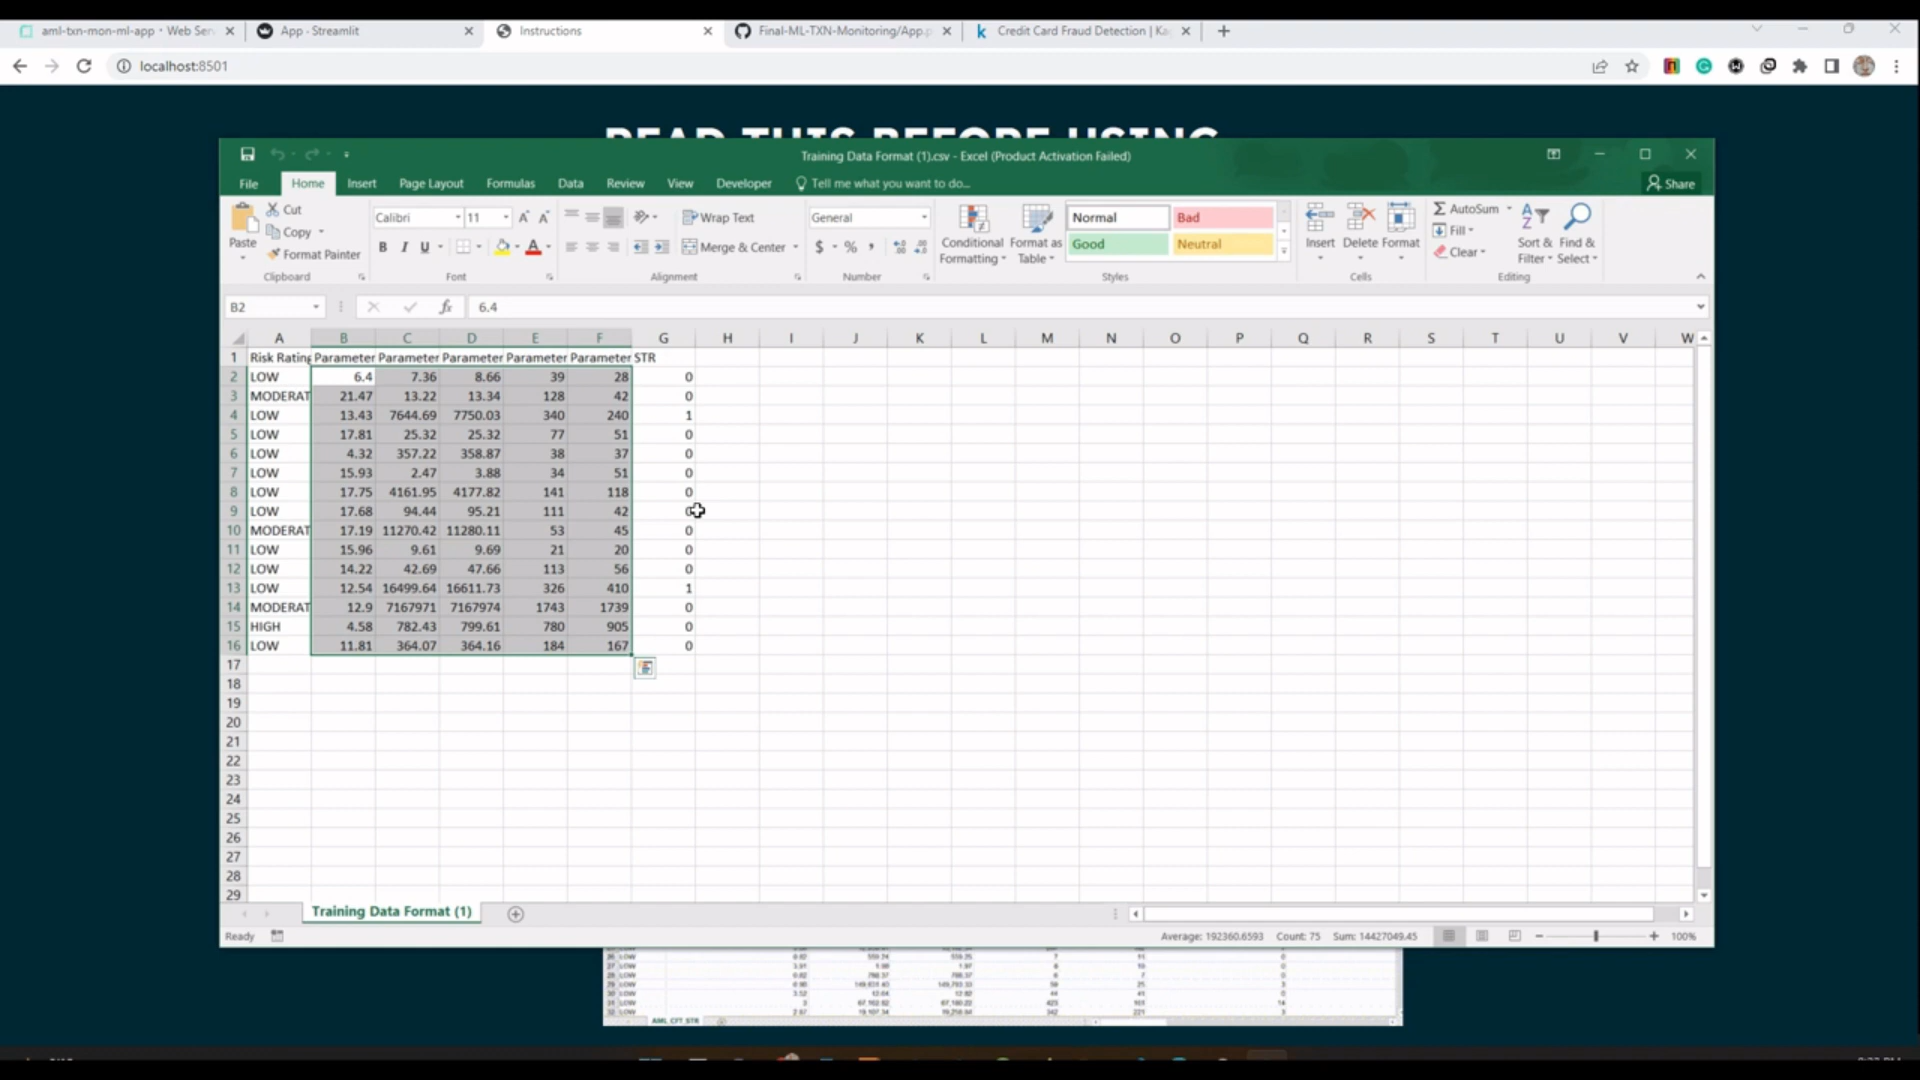 aml-txn-mon-ml-app · Web Ser
App · Streamlit
Instructions
Final-ML-TXN-Monitoring/App.p
Credit Card Fraud Detection | Ka
localhost:8501
READ THIS BEFORE USING
Training Data Format (1).csv - Excel (Product Activation Failed)
File Home Insert Page Layout Formulas Data Review View Developer Tell me what you want to do... Share
Paste
Cut
Copy
Format Painter
Clipboard
Calibri 11
B I U
Font
Wrap Text
Merge & Center
Alignment
General
$ % ,
Number
Conditional Formatting
Format as Table
Normal Bad
Good Neutral
Styles
Insert Delete Format
Cells
AutoSum
Fill
Clear
Sort & Filter
Find & Select
Editing
B2 fx 6.4
A B C D E F G H I J K L M N O P Q R S T U V W
1 Risk Rating Parameter Parameter Parameter Parameter Parameter STR
2 LOW 6.4 7.36 8.66 39 28 0
3 MODERAT 21.47 13.22 13.34 128 42 0
4 LOW 13.43 7644.69 7750.03 340 240 1
5 LOW 17.81 25.32 25.32 77 51 0
6 LOW 4.32 357.22 358.87 38 37 0
7 LOW 15.93 2.47 3.88 34 51 0
8 LOW 17.75 4161.95 4177.82 141 118 0
9 LOW 17.68 94.44 95.21 111 42 0
10 MODERAT 17.19 11270.42 11280.11 53 45 0
11 LOW 15.96 9.61 9.69 21 20 0
12 LOW 14.22 42.69 47.66 113 56 0
13 LOW 12.54 16499.64 16611.73 326 410 1
14 MODERAT 12.9 7167971 7167974 1743 1739 0
15 HIGH 4.58 782.43 799.61 780 905 0
16 LOW 11.81 364.07 364.16 184 167 0
17
18
19
20
21
22
23
24
25
26
27
28
29
Training Data Format (1)
Ready Average: 192360.6593 Count: 75 Sum: 14427049.45 100%
AML_CFT_STR